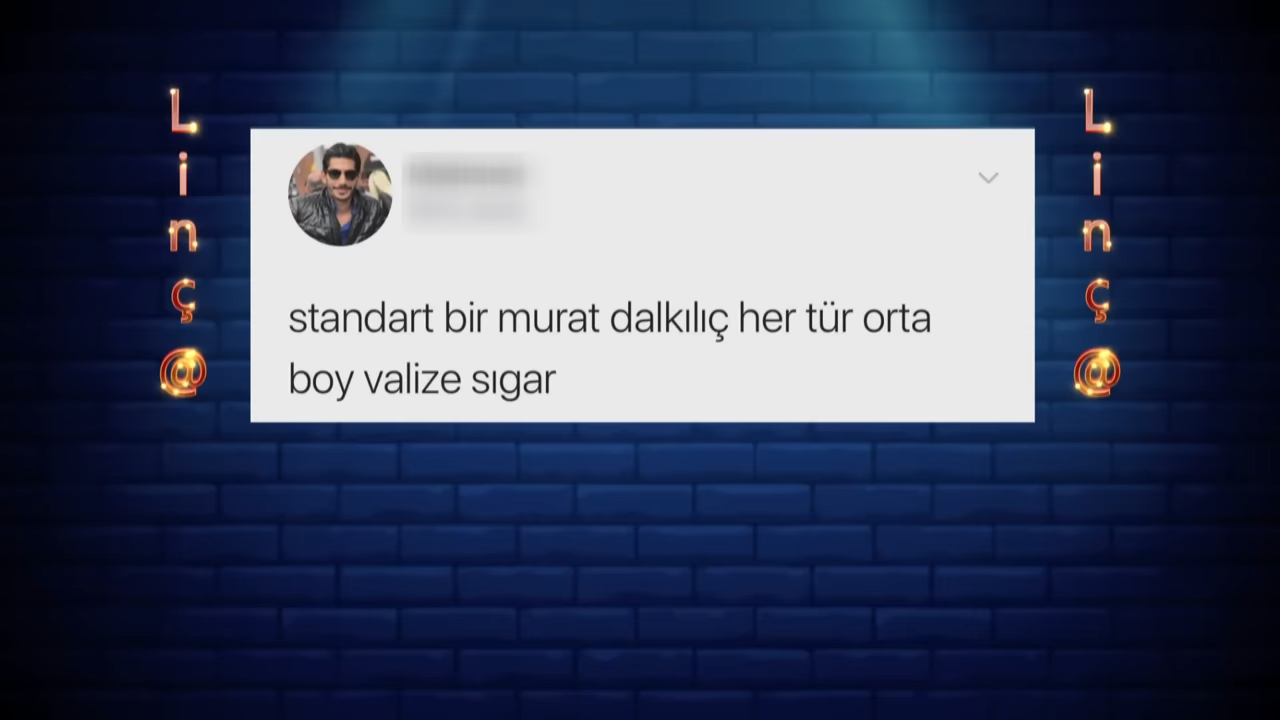 Linç@
standart bir murat dalkılıç her tür orta
boy valize sıgar
Linç@